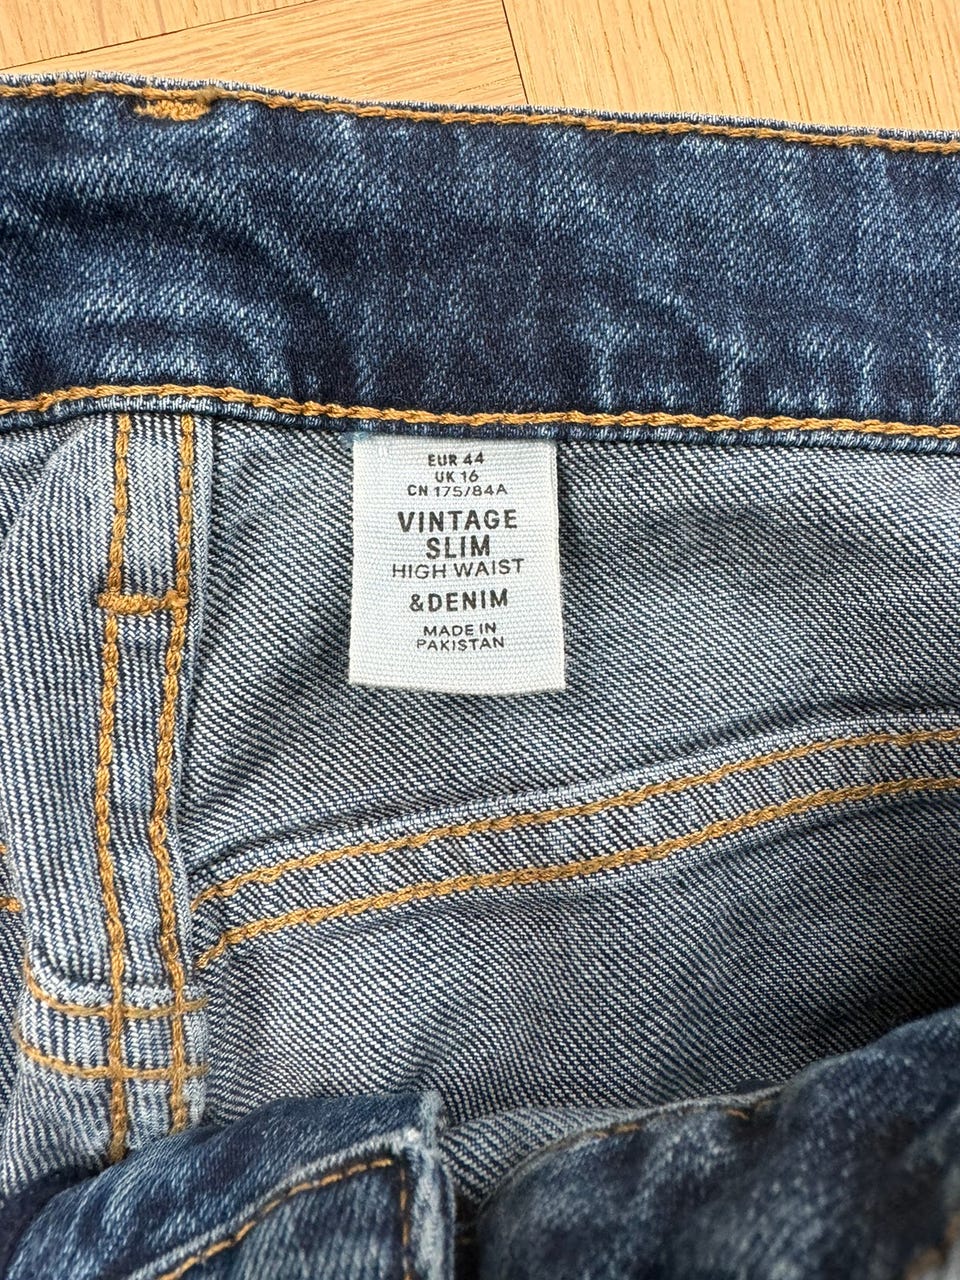 EUR 44
UK 16
CN 175/84A
VINTAGE
SLIM
HIGH WAIST
&DENIM
MADE IN
PAKISTAN